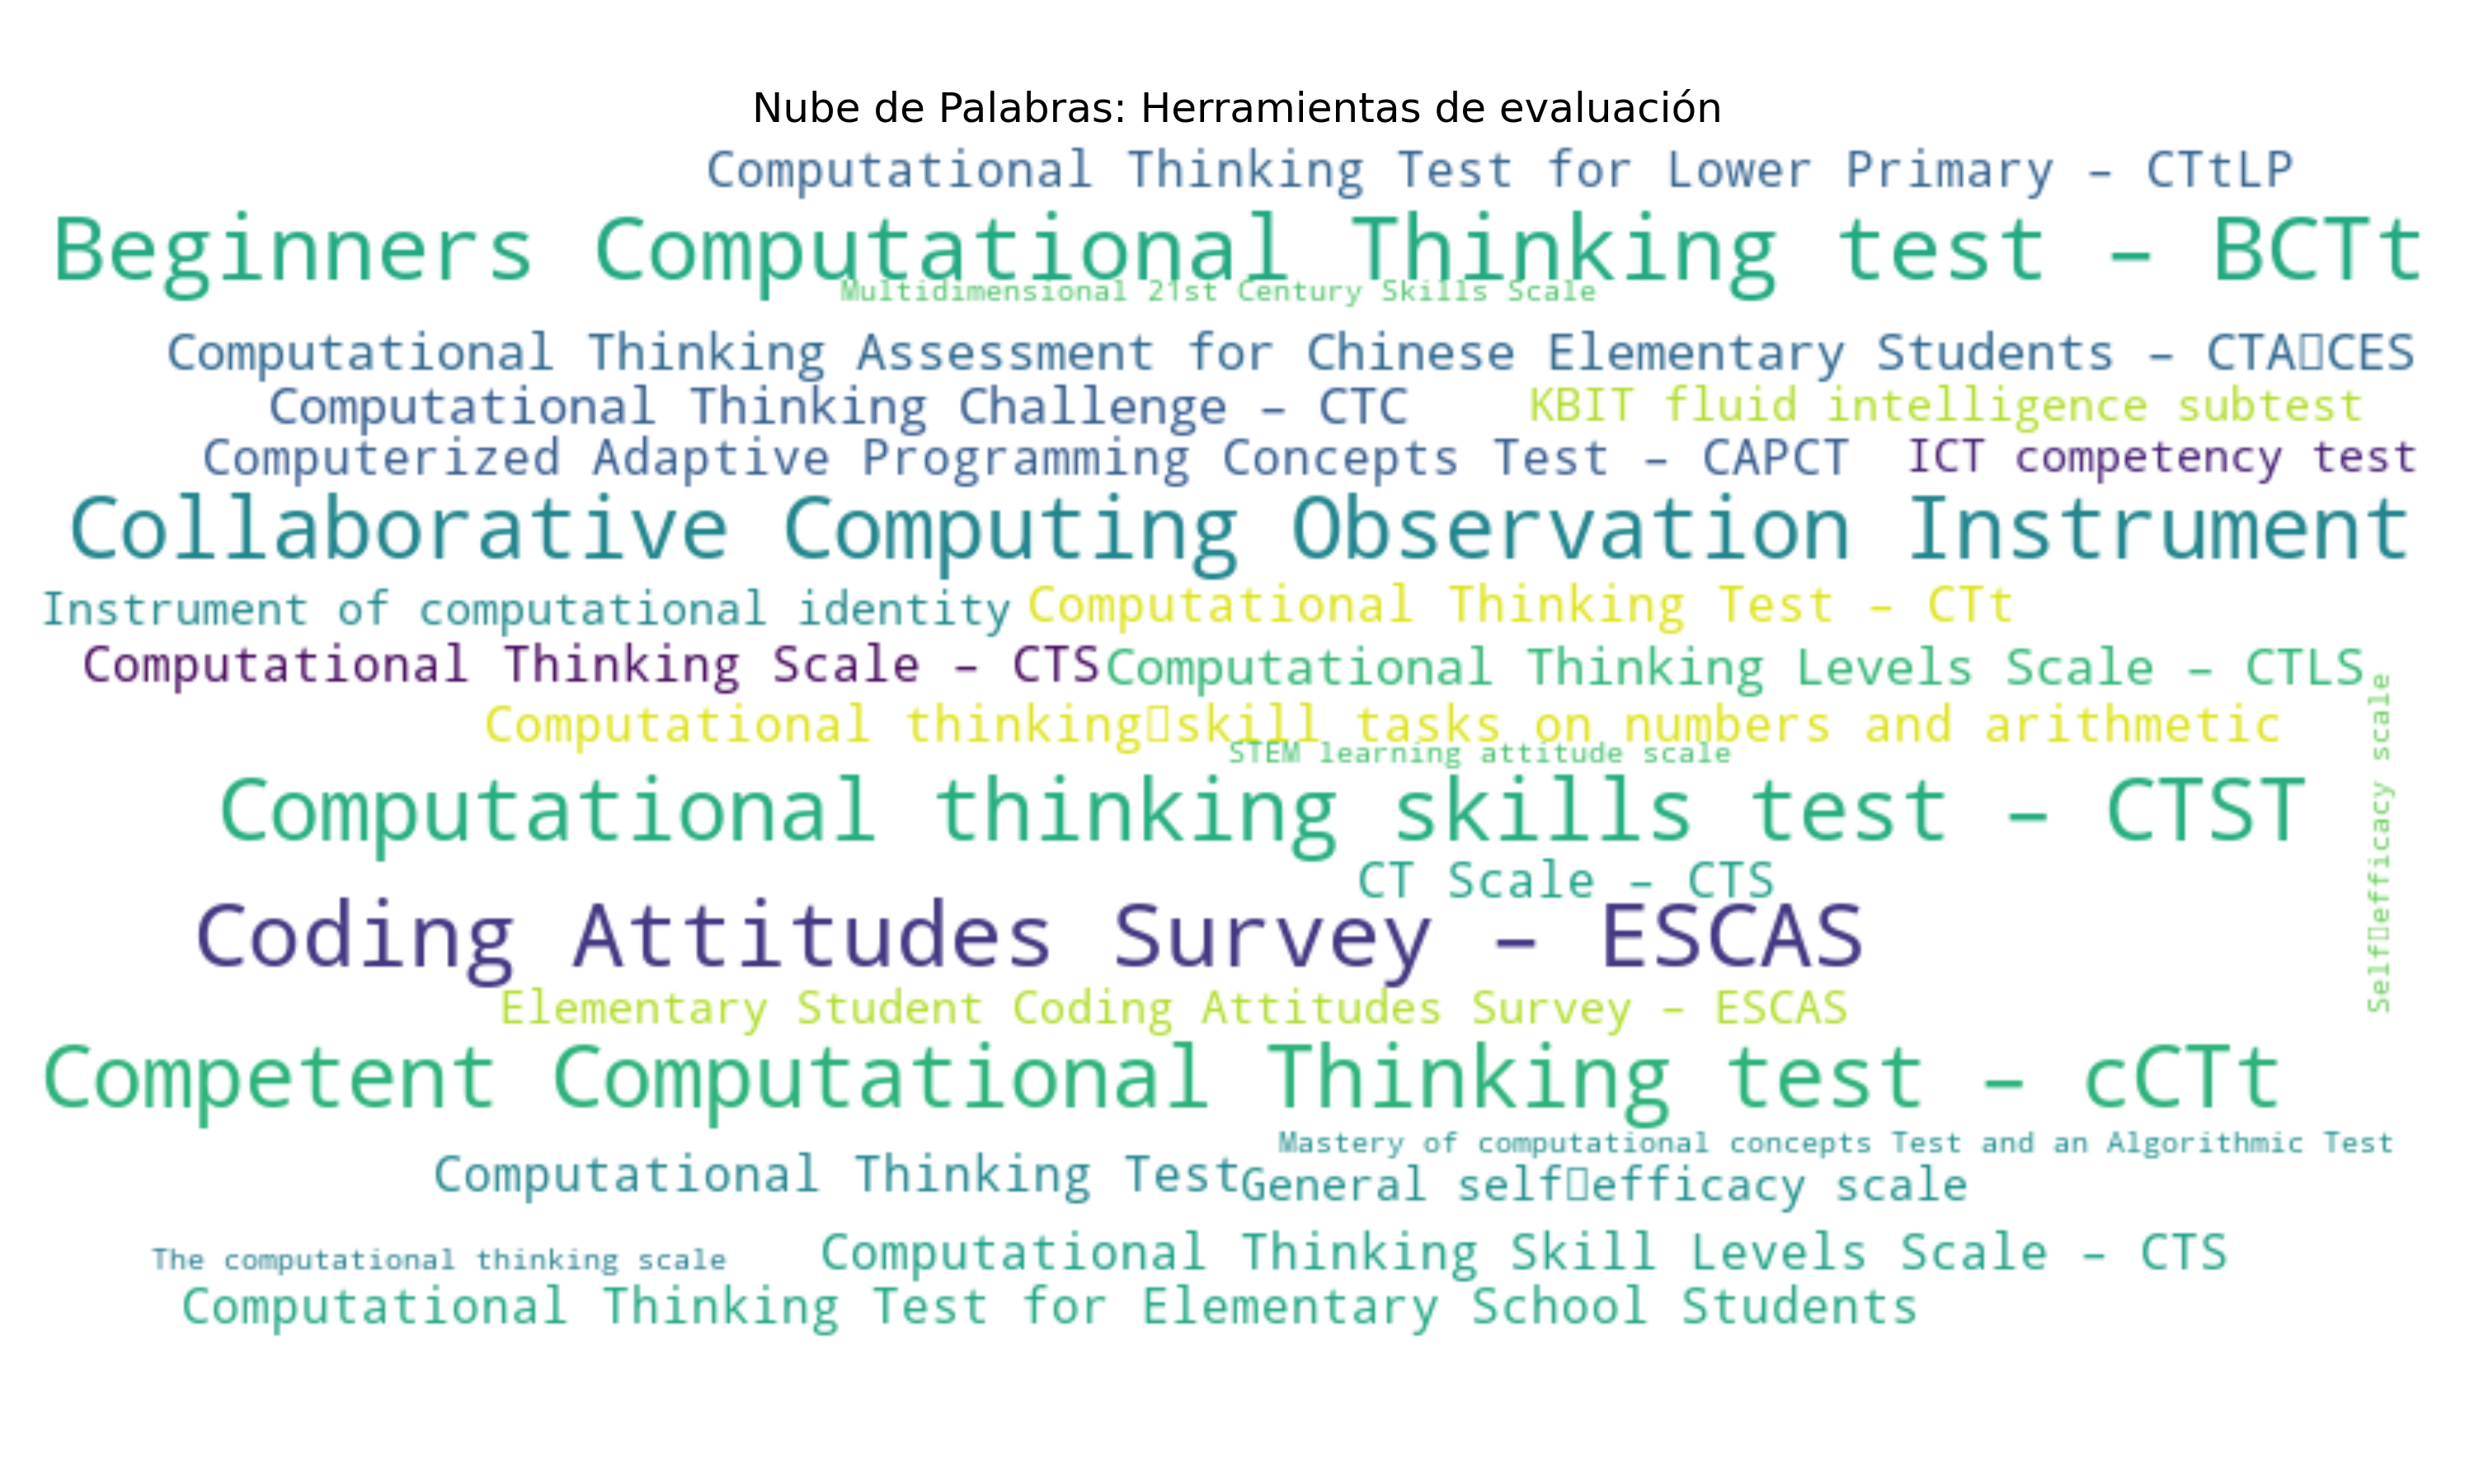 Nube de Palabras: Herramientas de evaluación
Computational Thinking Test for Lower Primary – CTtLP
Beginners Computational Thinking test – BCTt
Multidimensional 21st Century Skills Scale
Computational Thinking Assessment for Chinese Elementary Students – CTA▯CES
Computational Thinking Challenge – CTC
KBIT fluid intelligence subtest
Computerized Adaptive Programming Concepts Test – CAPCT
ICT competency test
Collaborative Computing Observation Instrument
Instrument of computational identity
Computational Thinking Test – CTt
Computational Thinking Scale – CTS
Computational Thinking Levels Scale – CTLS
Computational thinking▯skill tasks on numbers and arithmetic
STEM learning attitude scale
Self▯efficacy scale
Computational thinking skills test – CTST
CT Scale – CTS
Coding Attitudes Survey – ESCAS
Elementary Student Coding Attitudes Survey – ESCAS
Competent Computational Thinking test – cCTt
Mastery of computational concepts Test and an Algorithmic Test
Computational Thinking Test
General self▯efficacy scale
The computational thinking scale
Computational Thinking Skill Levels Scale – CTS
Computational Thinking Test for Elementary School Students